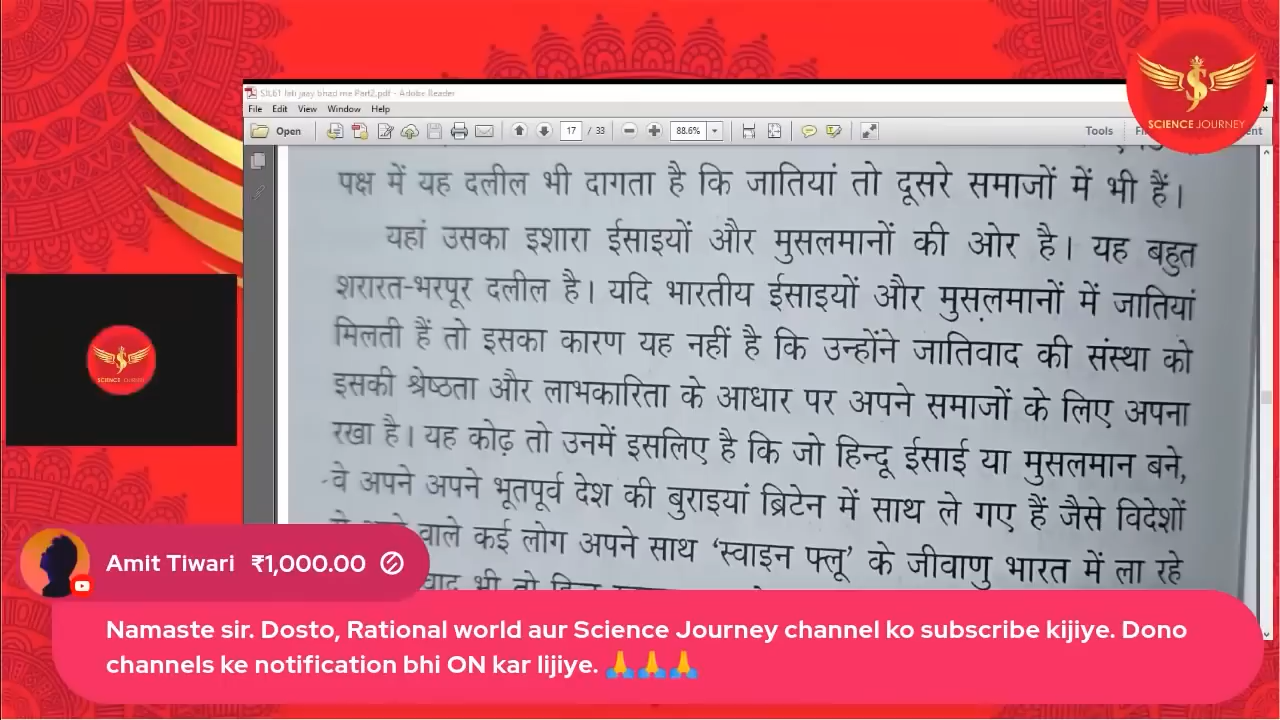 SCIENCE JOURNEY
SIL61 fati jaay bhad me Part2.pdf - Adobe Reader
File Edit View Window Help
Open 17 / 33 88.6% Tools
पक्ष में यह दलील भी दागता है कि जातियां तो दूसरे समाजों में भी हैं।
यहां उसका इशारा ईसाइयों और मुसलमानों की ओर है। यह बहुत
शरारत-भरपूर दलील है। यदि भारतीय ईसाइयों और मुसलमानों में जातियां
मिलती हैं तो इसका कारण यह नहीं है कि उन्होंने जातिवाद की संस्था को
इसकी श्रेष्ठता और लाभकारिता के आधार पर अपने समाजों के लिए अपना
रखा है। यह कोढ़ तो उनमें इसलिए है कि जो हिन्दू ईसाई या मुसलमान बने,
वे अपने अपने भूतपूर्व देश की बुराइयां ब्रिटेन में साथ ले गए हैं जैसे विदेशों
वाले कई लोग अपने साथ ‘स्वाइन फ्लू’ के जीवाणु भारत में ला रहे
SCIENCE JOURNEY
Amit Tiwari ₹1,000.00
Namaste sir. Dosto, Rational world aur Science Journey channel ko subscribe kijiye. Dono
channels ke notification bhi ON kar lijiye. 🙏🙏🙏